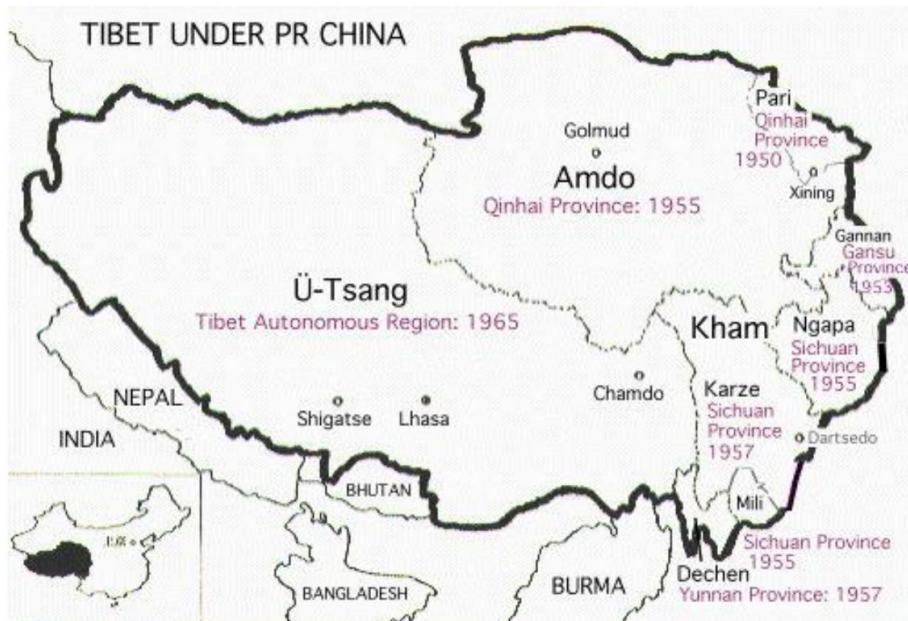 TIBET UNDER PR CHINA
Pari
Qinhai
Province
1950
Golmud
Xining
Amdo
Qinhai Province: 1955
Gannan
Gansu
Province
1953
Ü-Tsang
Tibet Autonomous Region: 1965
Kham
Ngapa
Sichuan
Province
1955
Chamdo
Karze
Sichuan
Province
1957
NEPAL
Shigatse
Lhasa
INDIA
Dartsedo
BHUTAN
Mili
Sichuan Province
1955
Dechen
Yunnan Province: 1957
BURMA
BANGLADESH